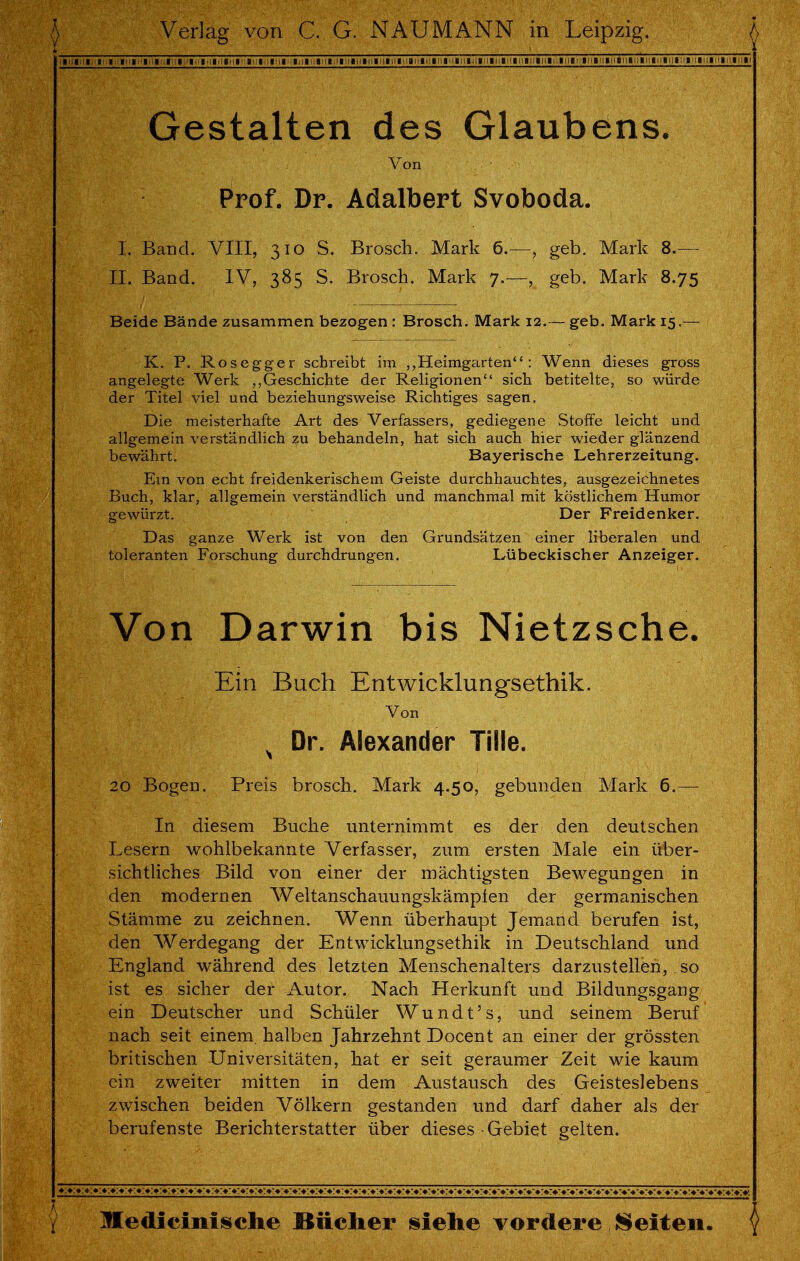 Verlag von C. G. NAUMANN in Leipzig.
Gestalten des Glaubens.
Von
Prof. Dr. Adalbert Svoboda.
I. Band. VIII, 310 S. Brosch. Mark 6.—, geb. Mark 8.—
II. Band. IV, 385 S. Brosch. Mark 7.—, geb. Mark 8.75
Beide Bände zusammen bezogen: Brosch. Mark 12.— geb. Mark 15.—
K. P. Rosegger schreibt im ,,Heimgarten“: Wenn dieses gross
angelegte Werk ,,Geschichte der Religionen“ sich betitelte, so würde
der Titel viel und beziehungsweise Richtiges sagen.
Die meisterhafte Art des Verfassers, gediegene Stoffe leicht und
allgemein verständlich zu behandeln, hat sich auch hier wieder glänzend
bewährt. Bayerische Lehrerzeitung.
Ein von echt freidenkerischem Geiste durchhauchtes, ausgezeichnetes
Buch, klar, allgemein verständlich und manchmal mit köstlichem Humor
gewürzt. Der Freidenker.
Das ganze Werk ist von den Grundsätzen einer liberalen und
toleranten Forschung durchdrungen. Lübeckischer Anzeiger.
Von Darwin bis Nietzsche.
Ein Buch Entwicklungsethik.
Von
Dr. Alexander Tille.
20 Bogen. Preis brosch. Mark 4.50, gebunden Mark 6.—
In diesem Buche unternimmt es der den deutschen
Lesern wohlbekannte Verfasser, zum ersten Male ein über-
sichtliches Bild von einer der mächtigsten Bewegungen in
den modernen Weltanschauungskämpfen der germanischen
Stämme zu zeichnen. Wenn überhaupt Jemand berufen ist,
den Werdegang der Entwicklungsethik in Deutschland und
England während des letzten Menschenalters darzustellen, so
ist es sicher der Autor. Nach Herkunft und Bildungsgang
ein Deutscher und Schüler Wundt's, und seinem Beruf
nach seit einem halben Jahrzehnt Docent an einer der grössten
britischen Universitäten, hat er seit geraumer Zeit wie kaum
ein zweiter mitten in dem Austausch des Geisteslebens
zwischen beiden Völkern gestanden und darf daher als der
berufenste Berichterstatter über dieses Gebiet gelten.
Medicinische Bücher siehe vordere Seiten.